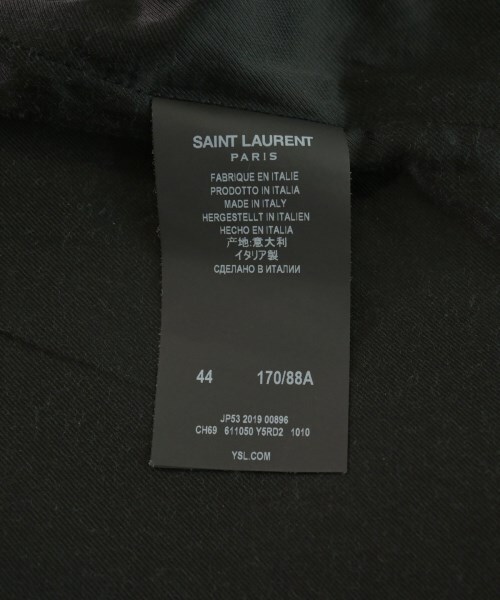 SAINT LAURENT
PARIS
FABRIQUE EN ITALIE
PRODOTTO IN ITALIA
MADE IN ITALY
HERGESTELLT IN ITALIEN
HECHO EN ITALIA
产地:意大利
イタリア製
СДЕЛАНО В ИТАЛИИ
44 170/88A
JP53 2019 00896
CH69 611050 Y5RD2 1010
YSL.COM